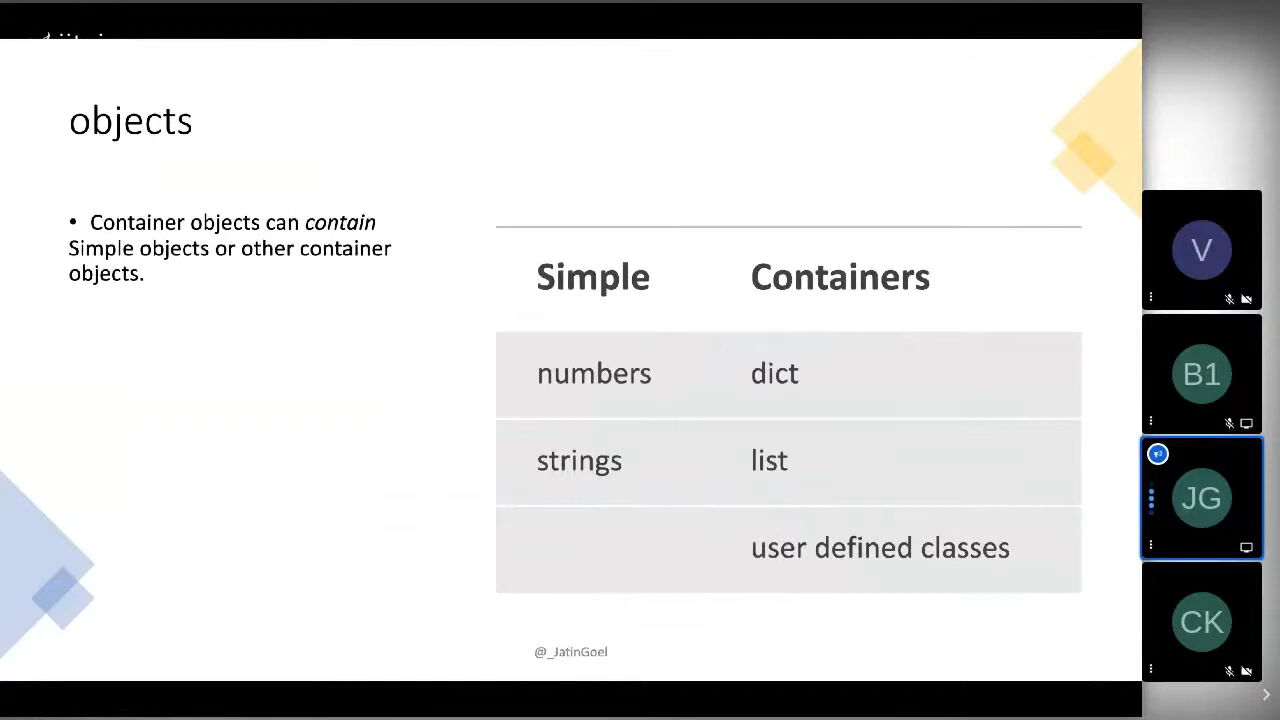 objects
• Container objects can contain
Simple objects or other container
objects.
Simple Containers
numbers dict
strings list
user defined classes
@_JatinGoel
V
B1
JG
CK